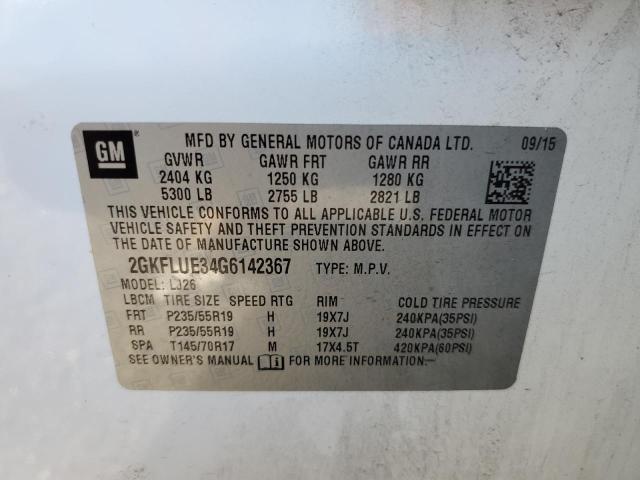 GM ® MFD BY GENERAL MOTORS OF CANADA LTD. 09/15
GVWR GAWR FRT GAWR RR
2404 KG 1250 KG 1280 KG
5300 LB 2755 LB 2821 LB
THIS VEHICLE CONFORMS TO ALL APPLICABLE U.S. FEDERAL MOTOR
VEHICLE SAFETY AND THEFT PREVENTION STANDARDS IN EFFECT ON THE
DATE OF MANUFACTURE SHOWN ABOVE.
2GKFLUE34G6142367 TYPE: M.P.V.
MODEL: LJ26
LBCM TIRE SIZE SPEED RTG RIM COLD TIRE PRESSURE
FRT P235/55R19 H 19X7J 240KPA(35PSI)
RR P235/55R19 H 19X7J 240KPA(35PSI)
SPA T145/70R17 M 17X4.5T 420KPA(60PSI)
SEE OWNER'S MANUAL FOR MORE INFORMATION.